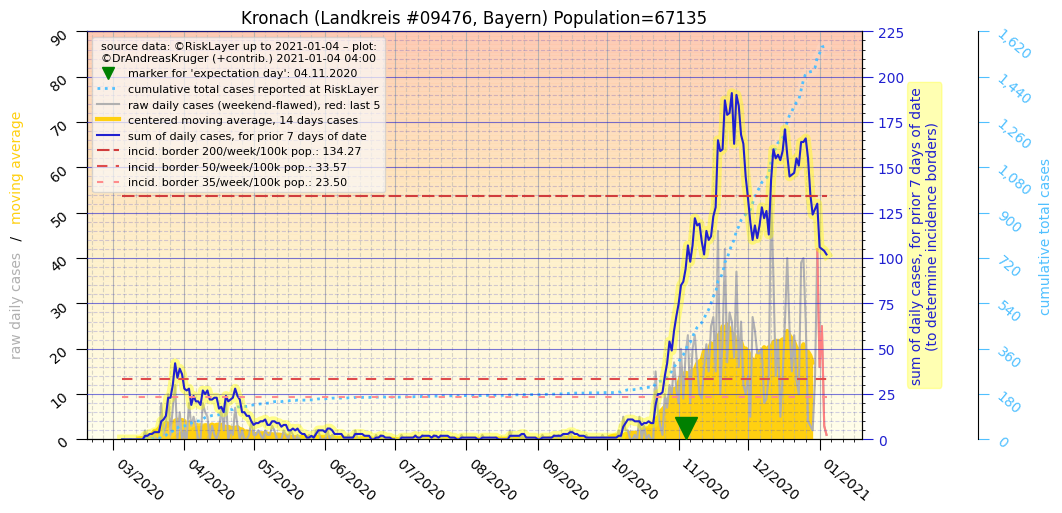 Kronach (Landkreis #09476, Bayern) Population=67135
source data: ©RiskLayer up to 2021-01-04 – plot:
©DrAndreasKruger (+contrib.) 2021-01-04 04:00
marker for 'expectation day': 04.11.2020
cumulative total cases reported at RiskLayer
raw daily cases (weekend-flawed), red: last 5
centered moving average, 14 days cases
sum of daily cases, for prior 7 days of date
incid. border 200/week/100k pop.: 134.27
incid. border 50/week/100k pop.: 33.57
incid. border 35/week/100k pop.: 23.50
raw daily cases / moving average
90
80
70
60
50
40
30
20
10
0
03/2020
04/2020
05/2020
06/2020
07/2020
08/2020
09/2020
10/2020
11/2020
12/2020
01/2021
225
200
175
150
125
100
75
50
25
0
sum of daily cases, for prior 7 days of date
(to determine incidence borders)
1,620
1,440
1,260
1,080
900
720
540
360
180
0
cumulative total cases